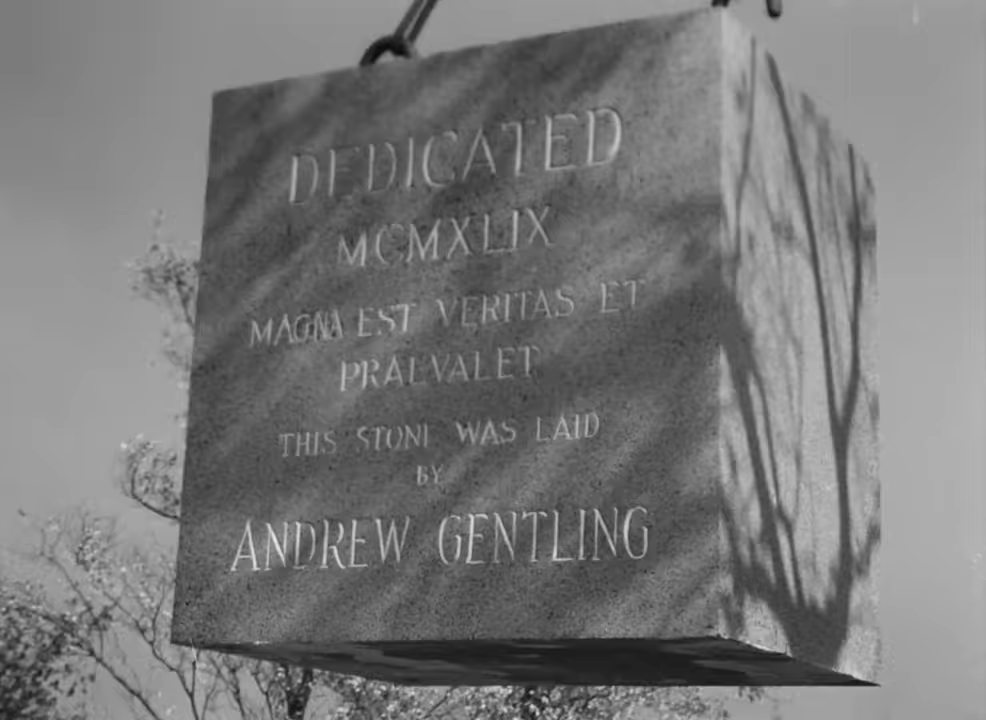 DEDICATED
MCMXLIX
MAGNA EST VERITAS ET
PRAEVALET
THIS STONE WAS LAID
BY
ANDREW GENTLING